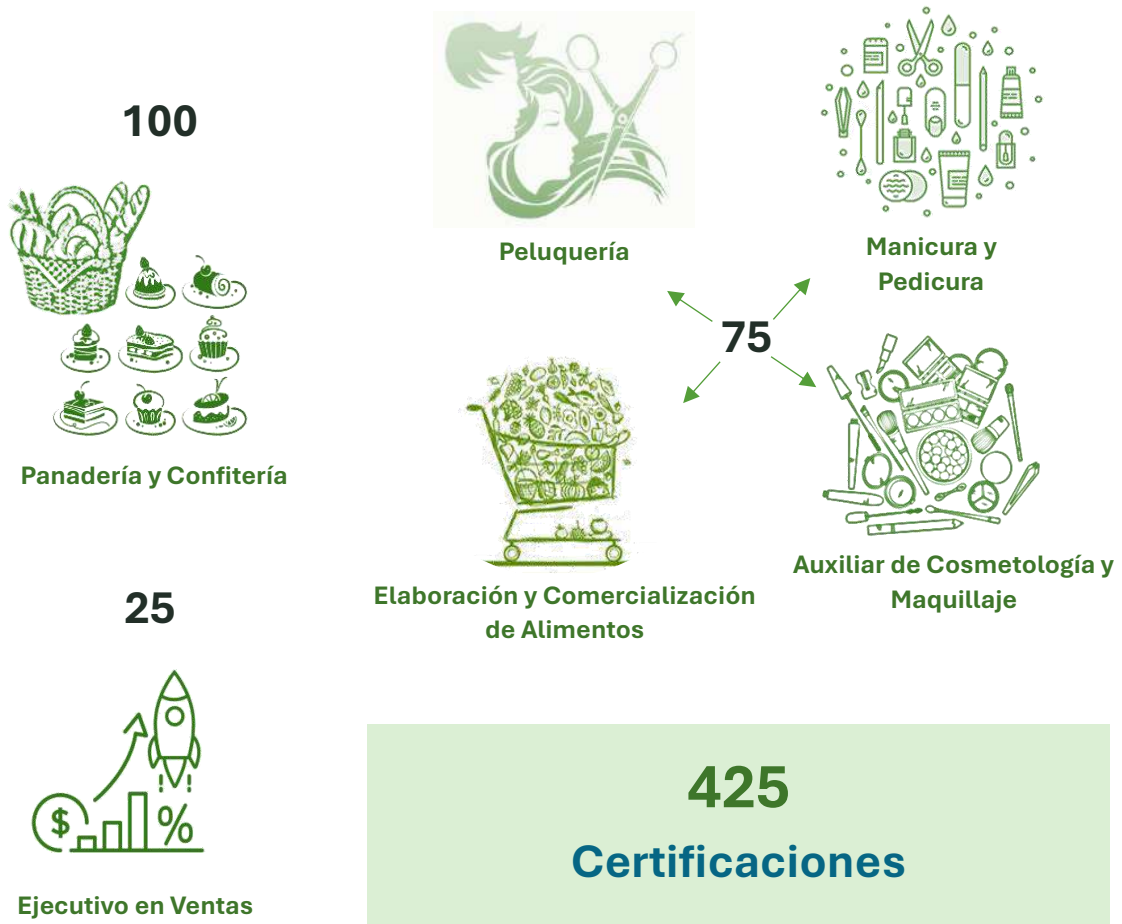 100
Panadería y Confitería
25
$
%
Ejecutivo en Ventas
Peluquería
Manicura y
Pedicura
75
Elaboración y Comercialización
de Alimentos
Auxiliar de Cosmetología y
Maquillaje
425
Certificaciones